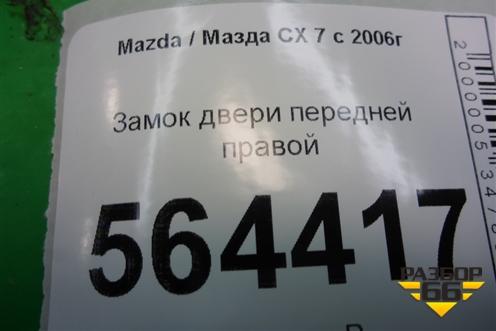 Mazda / Мазда CX 7 с 2006г
Замок двери передней
правой
564417
РАЗБОР
66